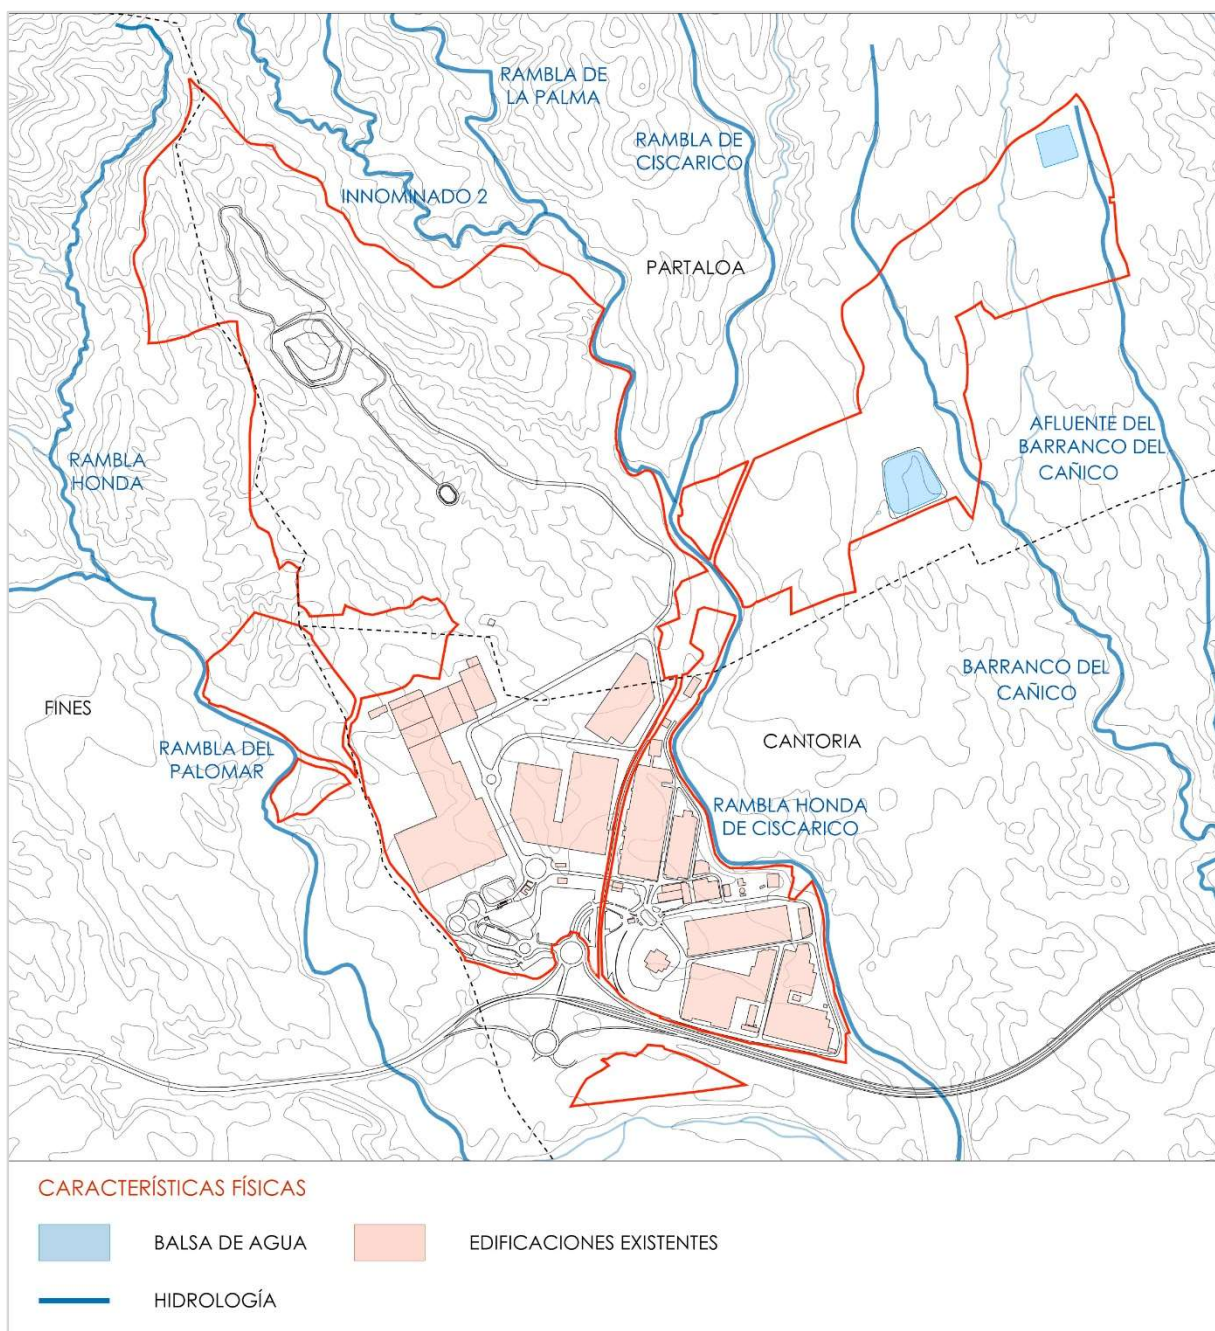 RAMBLA DE
LA PALMA
RAMBLA DE
CISCARICO
INNOMINADO 2
PARTALOA
RAMBLA
HONDA
AFLUENTE DEL
BARRANCO DEL
CAÑICO
BARRANCO DEL
CAÑICO
FINES
RAMBLA DEL
PALOMAR
CANTORIA
RAMBLA HONDA
DE CISCARICO
CARACTERÍSTICAS FÍSICAS
BALSA DE AGUA
EDIFICACIONES EXISTENTES
HIDROLOGÍA